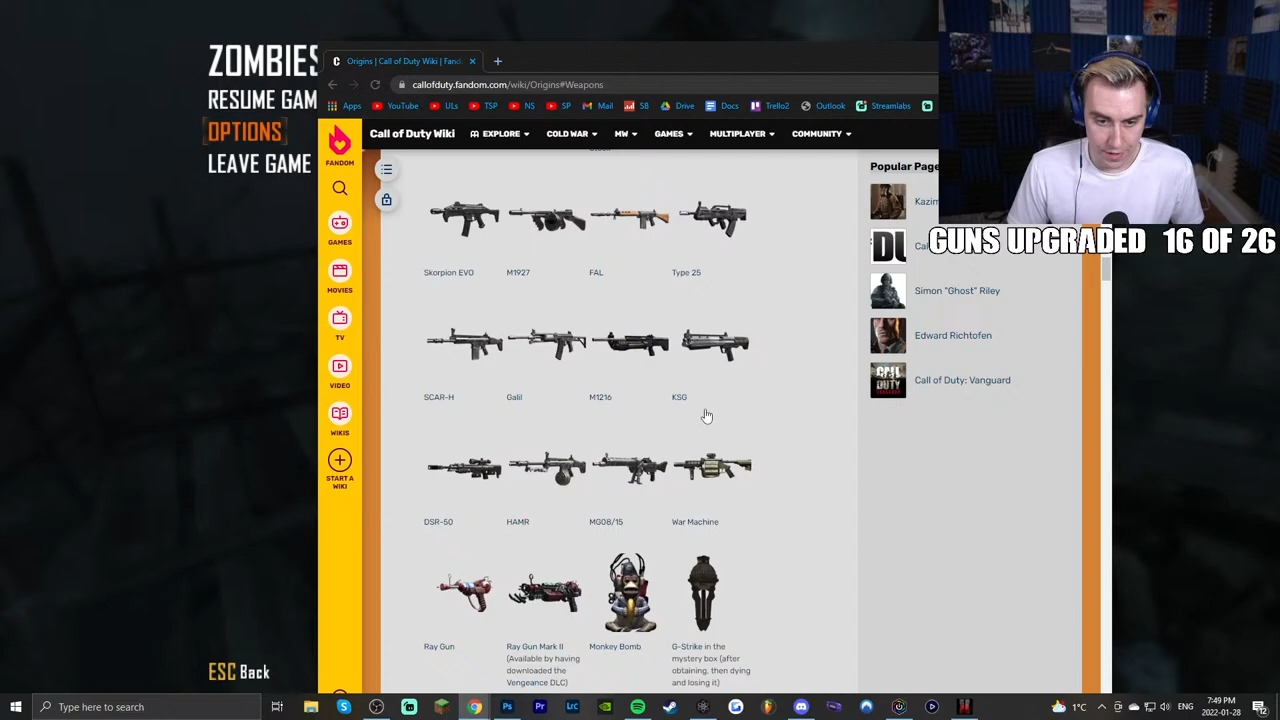 ZOMBIES
RESUME GAM
OPTIONS
LEAVE GAME
ESC Back
Origins | Call of Duty Wiki | Fand
callofduty.fandom.com/wiki/Origins#Weapons
Apps YouTube ULs TSP NS SP Mail SB Drive Docs Trello2 Outlook Streamlabs
FANDOM
GAMES
MOVIES
TV
VIDEO
WIKIS
START A
WIKI
Call of Duty Wiki EXPLORE COLD WAR MW GAMES MULTIPLAYER COMMUNITY
Skorpion EVO M1927 FAL Type 25
SCAR-H Galil M1216 KSG
DSR-50 HAMR MG08/15 War Machine
Ray Gun
Ray Gun Mark II
(Available by having
downloaded the
Vengeance DLC)
Monkey Bomb
G-Strike in the
mystery box (after
obtaining, then dying
and losing it)
Popular Page
Kazim
Cal
Simon "Ghost" Riley
Edward Richtofen
Call of Duty: Vanguard
GUNS UPGRADED 16 OF 26
Type here to search
1°C
7:49 PM
2022-01-28
12